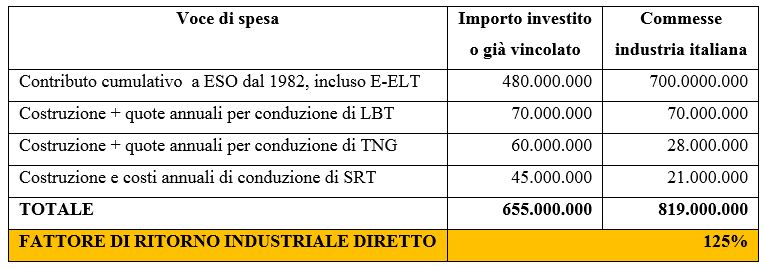 Voce di spesa Importo investito o già vincolato Commesse industria italiana
Contributo cumulativo a ESO dal 1982, incluso E-ELT 480.000.000 700.0000.000
Costruzione + quote annuali per conduzione di LBT 70.000.000 70.000.000
Costruzione + quote annuali per conduzione di TNG 60.000.000 28.000.000
Costruzione e costi annuali di conduzione di SRT 45.000.000 21.000.000
TOTALE 655.000.000 819.000.000
FATTORE DI RITORNO INDUSTRIALE DIRETTO 125%